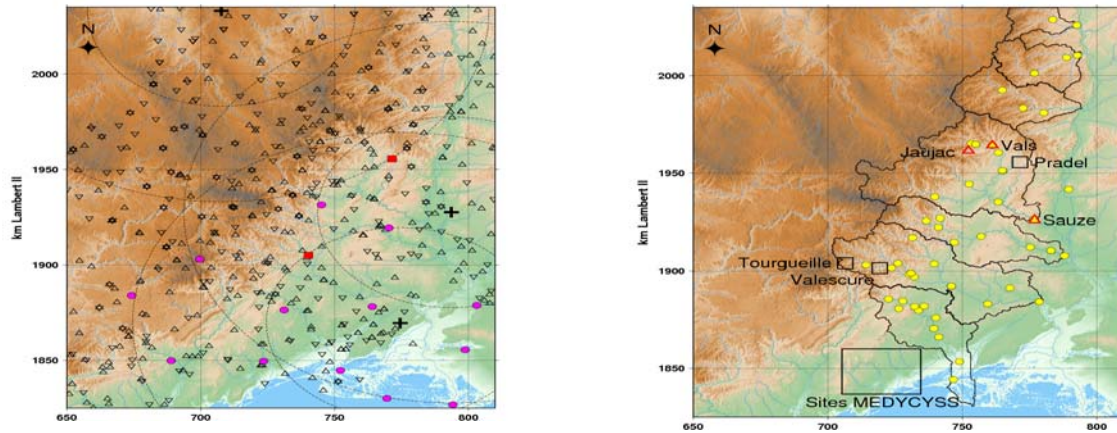 N
2000
1950
1900
1850
km Lambert II
650
700
750
800
N
2000
1950
1900
1850
km Lambert II
Jaujac
Vals
Pradel
Sauze
Tourgueille
Valescure
Sites MEDYCYSS
650
700
750
800